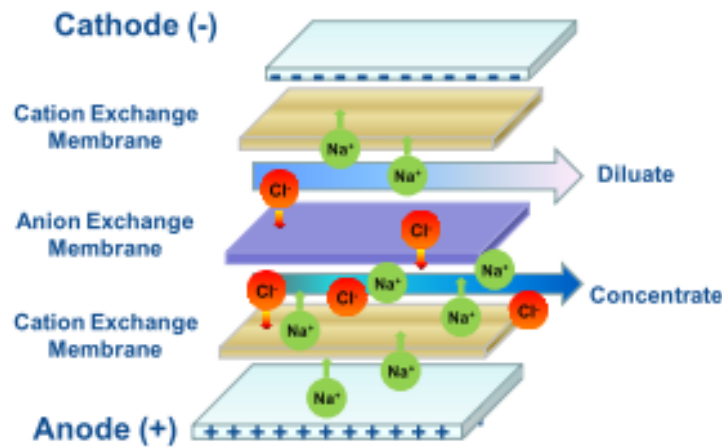 Cathode (-)
- - - - - - - - - - - -
Cation Exchange
Membrane
Na⁺
Na⁺
Diluate
Cl⁻
Anion Exchange
Membrane
Cl⁻
Na⁺
Na⁺
Cl⁻
Cl⁻
Concentrate
Na⁺
Na⁺
Cl⁻
Cation Exchange
Membrane
Na⁺
Na⁺
Anode (+)
+ + + + + + + + + + + +